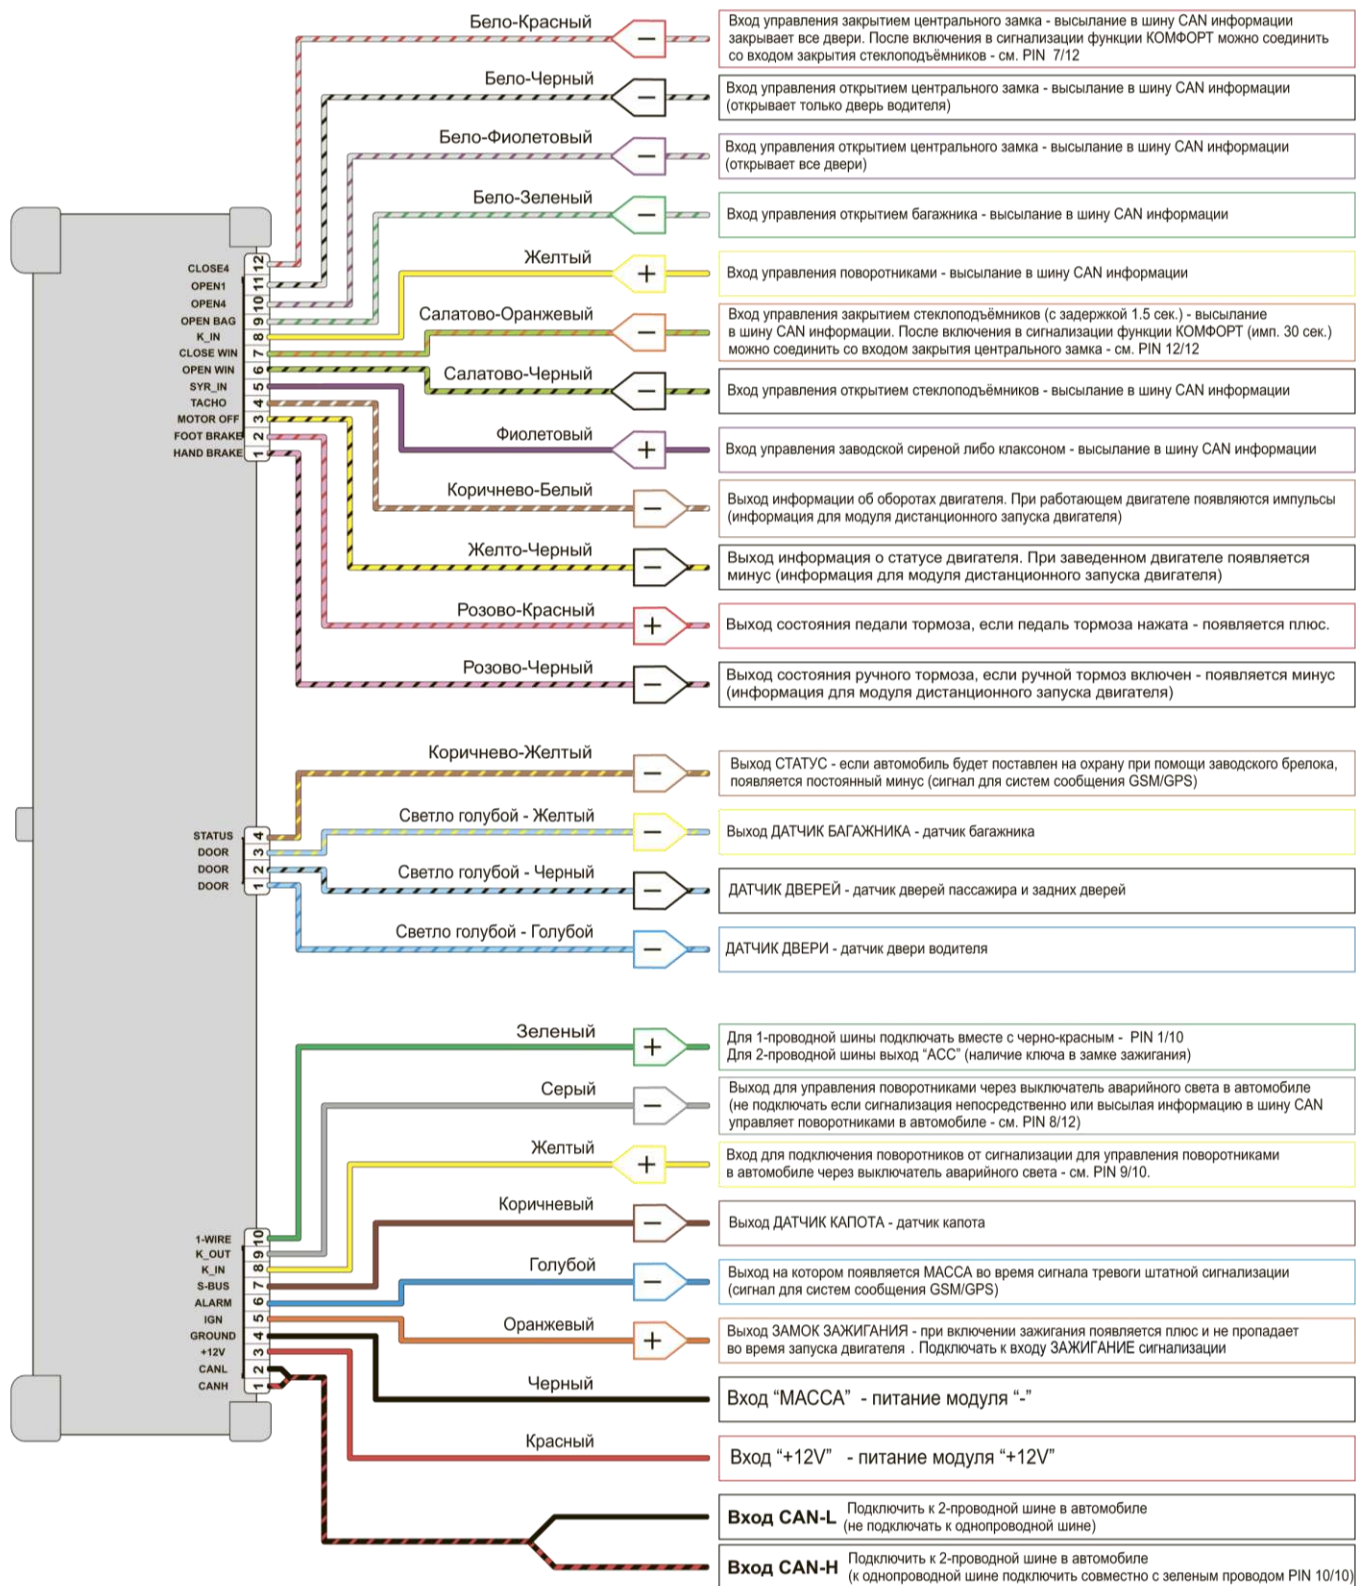 Бело-Красный
Вход управления закрытием центрального замка - высылание в шину CAN информации
закрывает все двери. После включения в сигнализации функции КОМФОРТ можно соединить
со входом закрытия стеклоподъёмников - см. PIN 7/12
Бело-Черный
Вход управления открытием центрального замка - высылание в шину CAN информации
(открывает только дверь водителя)
Бело-Фиолетовый
Вход управления открытием центрального замка - высылание в шину CAN информации
(открывает все двери)
Бело-Зеленый
Вход управления открытием багажника - высылание в шину CAN информации
Желтый
Вход управления поворотниками - высылание в шину CAN информации
Салатово-Оранжевый
Вход управления закрытием стеклоподъёмников (с задержкой 1.5 сек.) - высылание
в шину CAN информации. После включения в сигнализации функции КОМФОРТ (имп. 30 сек.)
можно соединить со входом закрытия центрального замка - см. PIN 12/12
Салатово-Черный
Вход управления открытием стеклоподъёмников - высылание в шину CAN информации
Фиолетовый
Вход управления заводской сиреной либо клаксоном - высылание в шину CAN информации
Коричнево-Белый
Выход информации об оборотах двигателя. При работающем двигателе появляются импульсы
(информация для модуля дистанционного запуска двигателя)
Желто-Черный
Выход информация о статусе двигателя. При заведенном двигателе появляется
минус (информация для модуля дистанционного запуска двигателя)
Розово-Красный
Выход состояния педали тормоза, если педаль тормоза нажата - появляется плюс.
Розово-Черный
Выход состояния ручного тормоза, если ручной тормоз включен - появляется минус
(информация для модуля дистанционного запуска двигателя)
CLOSE4 12
OPEN1 11
OPEN4 10
OPEN BAG 9
K_IN 8
CLOSE WIN 7
OPEN WIN 6
SYR_IN 5
TACHO 4
MOTOR OFF 3
FOOT BRAKE 2
HAND BRAKE 1
Коричнево-Желтый
Выход СТАТУС - если автомобиль будет поставлен на охрану при помощи заводского брелока,
появляется постоянный минус (сигнал для систем сообщения GSM/GPS)
Светло голубой - Желтый
Выход ДАТЧИК БАГАЖНИКА - датчик багажника
Светло голубой - Черный
ДАТЧИК ДВЕРЕЙ - датчик дверей пассажира и задних дверей
Светло голубой - Голубой
ДАТЧИК ДВЕРИ - датчик двери водителя
STATUS 4
DOOR 3
DOOR 2
DOOR 1
Зеленый
Для 1-проводной шины подключать вместе с черно-красным - PIN 1/10
Для 2-проводной шины выход “ACC” (наличие ключа в замке зажигания)
Серый
Выход для управления поворотниками через выключатель аварийного света в автомобиле
(не подключать если сигнализация непосредственно или высылая информацию в шину CAN
управляет поворотниками в автомобиле - см. PIN 8/12)
Желтый
Вход для подключения поворотников от сигнализации для управления поворотниками
в автомобиле через выключатель аварийного света - см. PIN 9/10.
Коричневый
Выход ДАТЧИК КАПОТА - датчик капота
Голубой
Выход на котором появляется МАССА во время сигнала тревоги штатной сигнализации
(сигнал для систем сообщения GSM/GPS)
Оранжевый
Выход ЗАМОК ЗАЖИГАНИЯ - при включении зажигания появляется плюс и не пропадает
во время запуска двигателя . Подключать к входу ЗАЖИГАНИЕ сигнализации
Черный
Вход “МАССА” - питание модуля “-”
Красный
Вход “+12V” - питание модуля “+12V”
1-WIRE 10
K_OUT 9
K_IN 8
S-BUS 7
ALARM 6
IGN 5
GROUND 4
+12V 3
CANL 2
CANH 1
Вход CAN-L Подключить к 2-проводной шине в автомобиле
(не подключать к однопроводной шине)
Вход CAN-H Подключить к 2-проводной шине в автомобиле
(к однопроводной шине подключить совместно с зеленым проводом PIN 10/10)